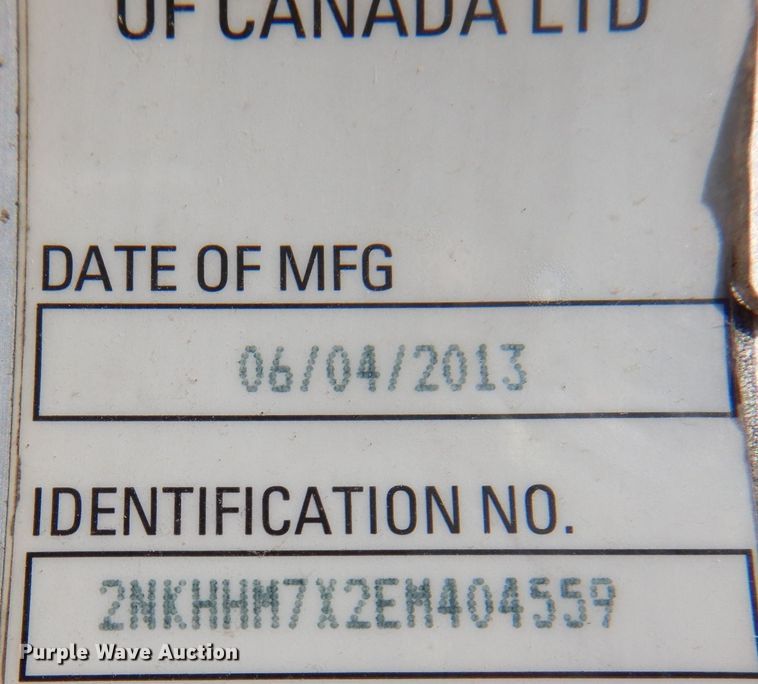 OF CANADA LTD
DATE OF MFG
06/04/2013
IDENTIFICATION NO.
2NKHHM7X2EM404559
Purple Wave Auction